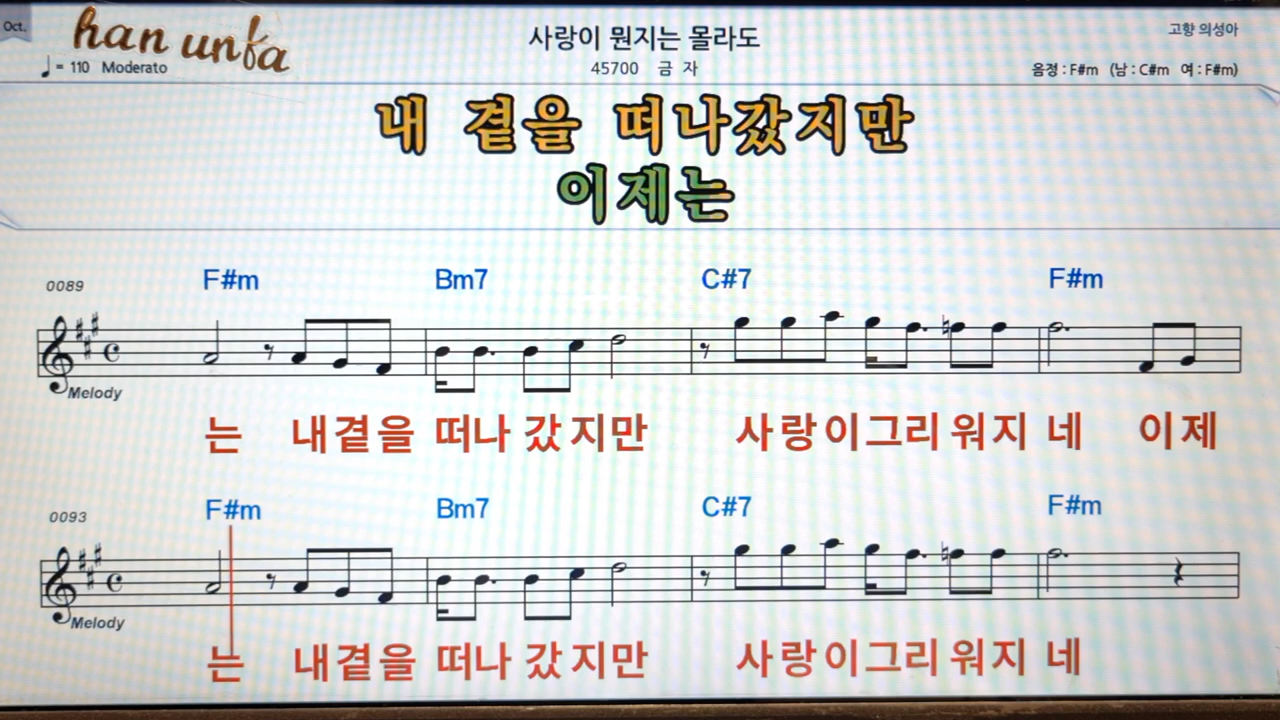 Oct.
han unfa
사랑이 뭔지는 몰라도
고향 의성아
♩= 110 Moderato
45700 금 자
음정 : F#m (남 : C#m 여 : F#m)
내 곁을 떠나갔지만
이제는
0089
F#m Bm7 C#7 F#m
Melody
는 내곁을 떠나 갔지만 사랑이그리 워지 네 이제
0093
F#m Bm7 C#7 F#m
Melody
는 내곁을 떠나 갔지만 사랑이그리 워지 네